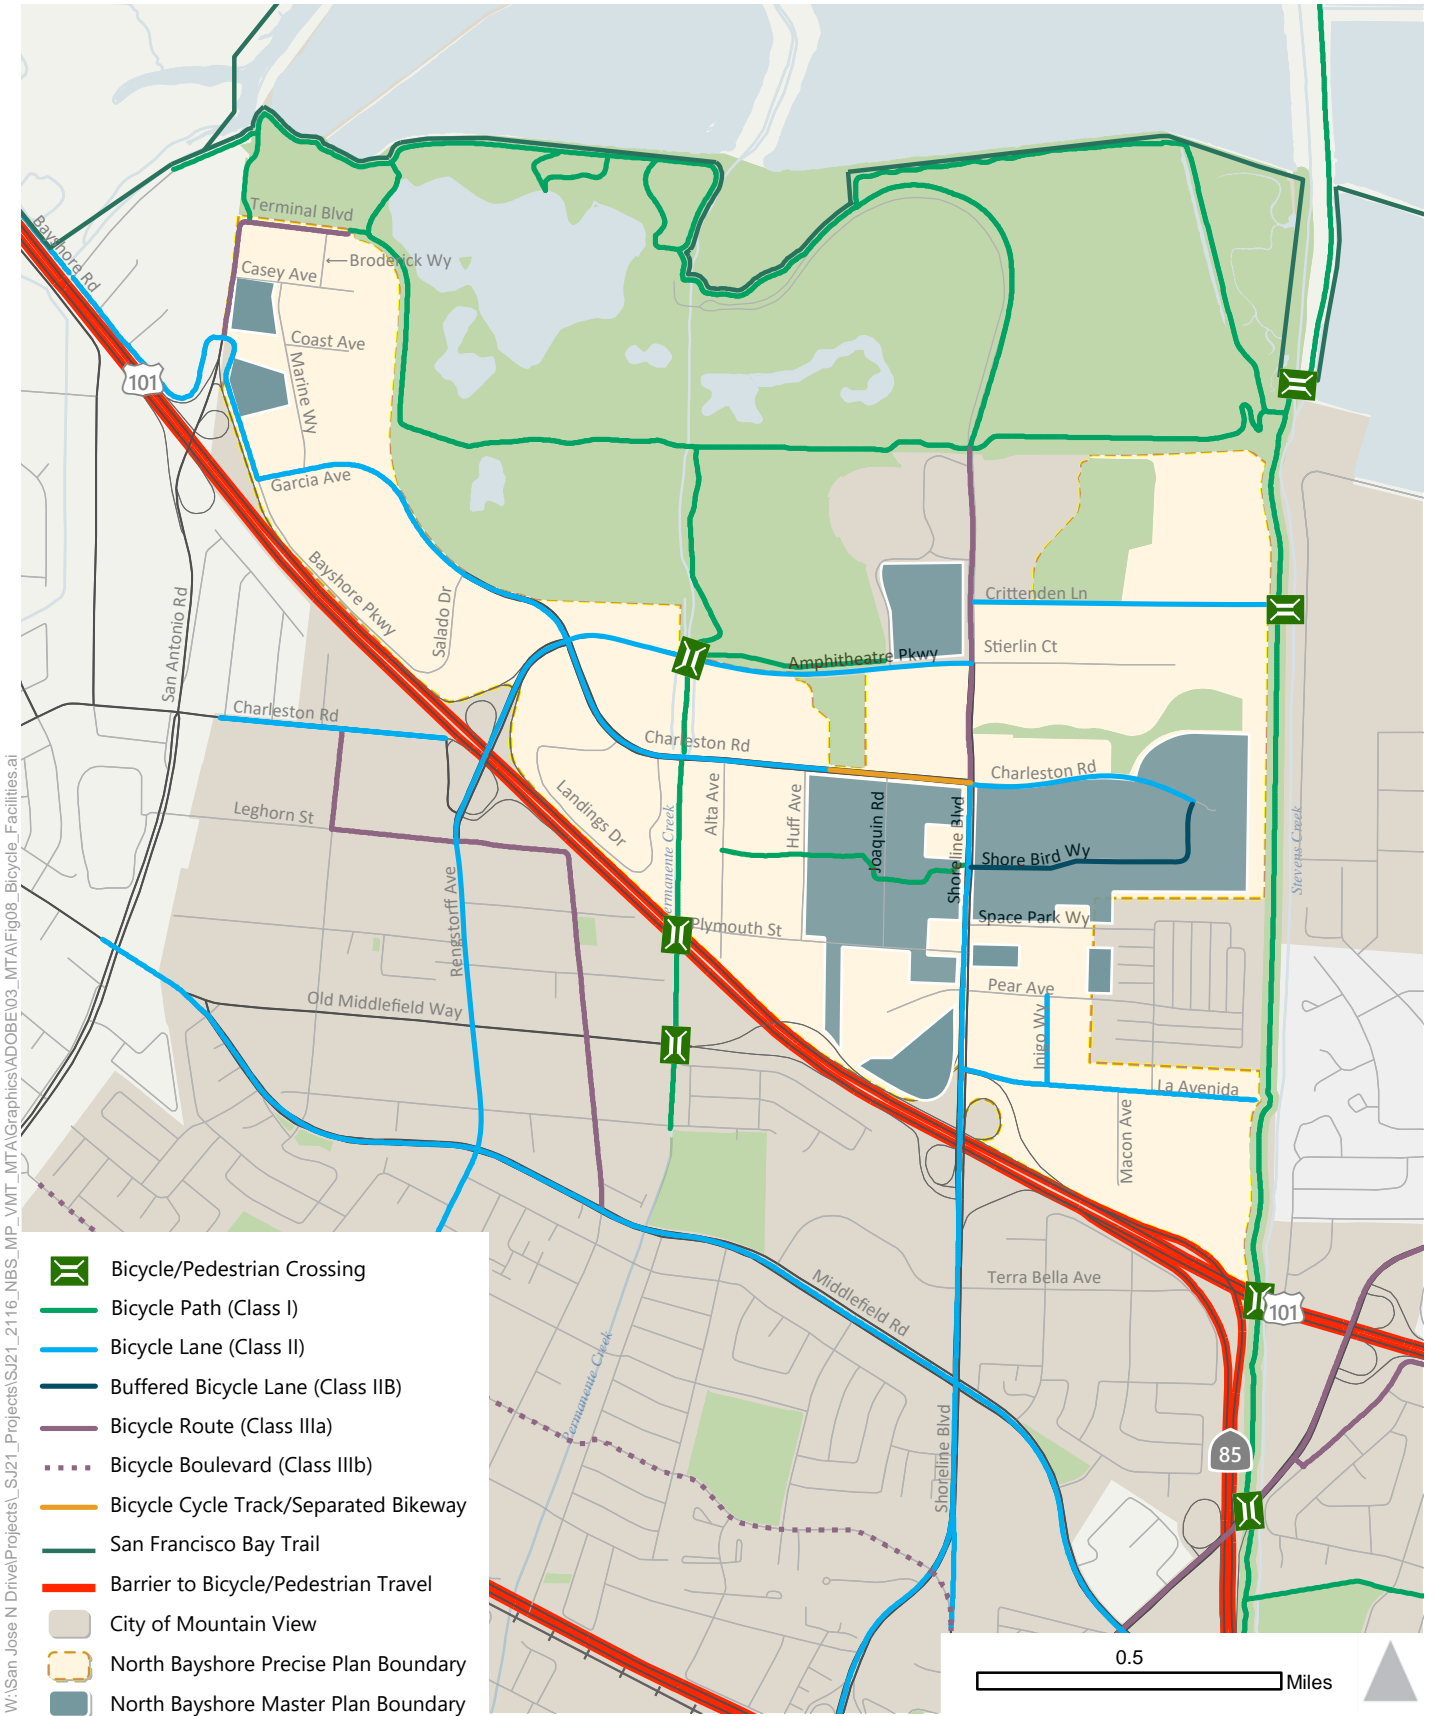 Terminal Blvd
Bayshore Rd
Broderick Wy
Casey Ave
Coast Ave
Marine Wy
101
Garcia Ave
Bayshore Pkwy
Salado Dr
San Antonio Rd
Crittenden Ln
Stierlin Ct
Amphitheatre Pkwy
Charleston Rd
Charleston Rd
Charleston Rd
Landings Dr
Alta Ave
Huff Ave
Joaquin Rd
Shoreline Blvd
Leghorn St
Permanente Creek
Shore Bird Wy
Stevens Creek
Rengstorff Ave
Plymouth St
Space Park Wy
Old Middlefield Way
Pear Ave
Inigo Wy
La Avenida
Macon Ave
Terra Bella Ave
Middlefield Rd
101
Permanente Creek
Shoreline Blvd
85
Bicycle/Pedestrian Crossing
Bicycle Path (Class I)
Bicycle Lane (Class II)
Buffered Bicycle Lane (Class IIB)
Bicycle Route (Class IIIa)
Bicycle Boulevard (Class IIIb)
Bicycle Cycle Track/Separated Bikeway
San Francisco Bay Trail
Barrier to Bicycle/Pedestrian Travel
City of Mountain View
North Bayshore Precise Plan Boundary
North Bayshore Master Plan Boundary
0.5
Miles
W:\San Jose N Drive\Projects\_SJ21_Projects\SJ21_2116_NBS_MP_VMT_MTA\Graphics\ADOBE\03_MTA\Fig08_Bicycle_Facilities.ai